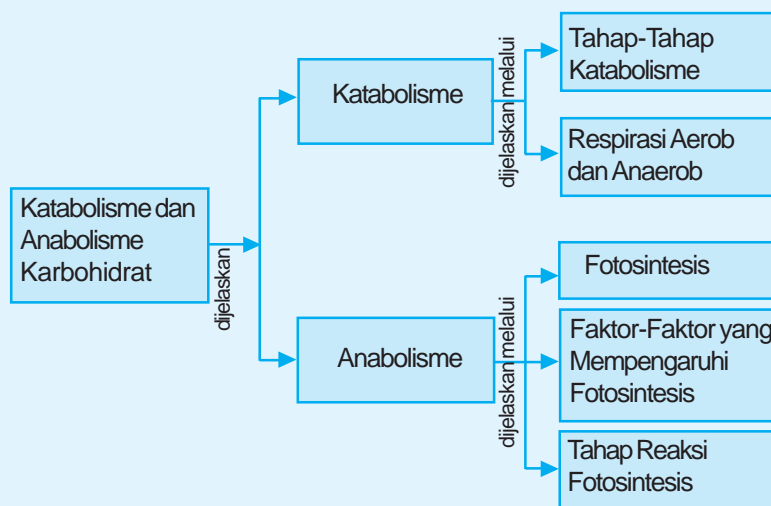 Katabolisme dan
Anabolisme
Karbohidrat
dijelaskan
Katabolisme
dijelaskan melalui
Tahap-Tahap
Katabolisme
Respirasi Aerob
dan Anaerob
Anabolisme
dijelaskan melalui
Fotosintesis
Faktor-Faktor yang
Mempengaruhi
Fotosintesis
Tahap Reaksi
Fotosintesis